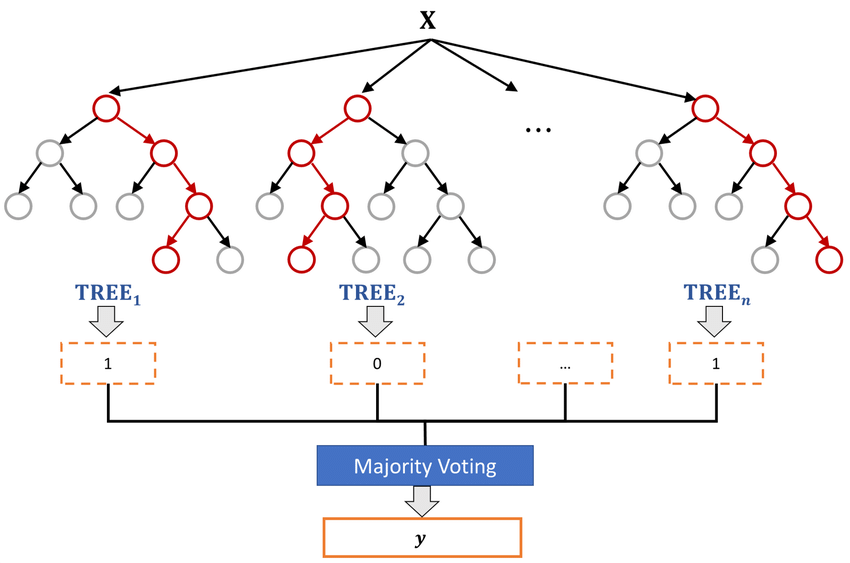 X
...
TREE₁ TREE₂ TREEₙ
1 0 ... 1
Majority Voting
y